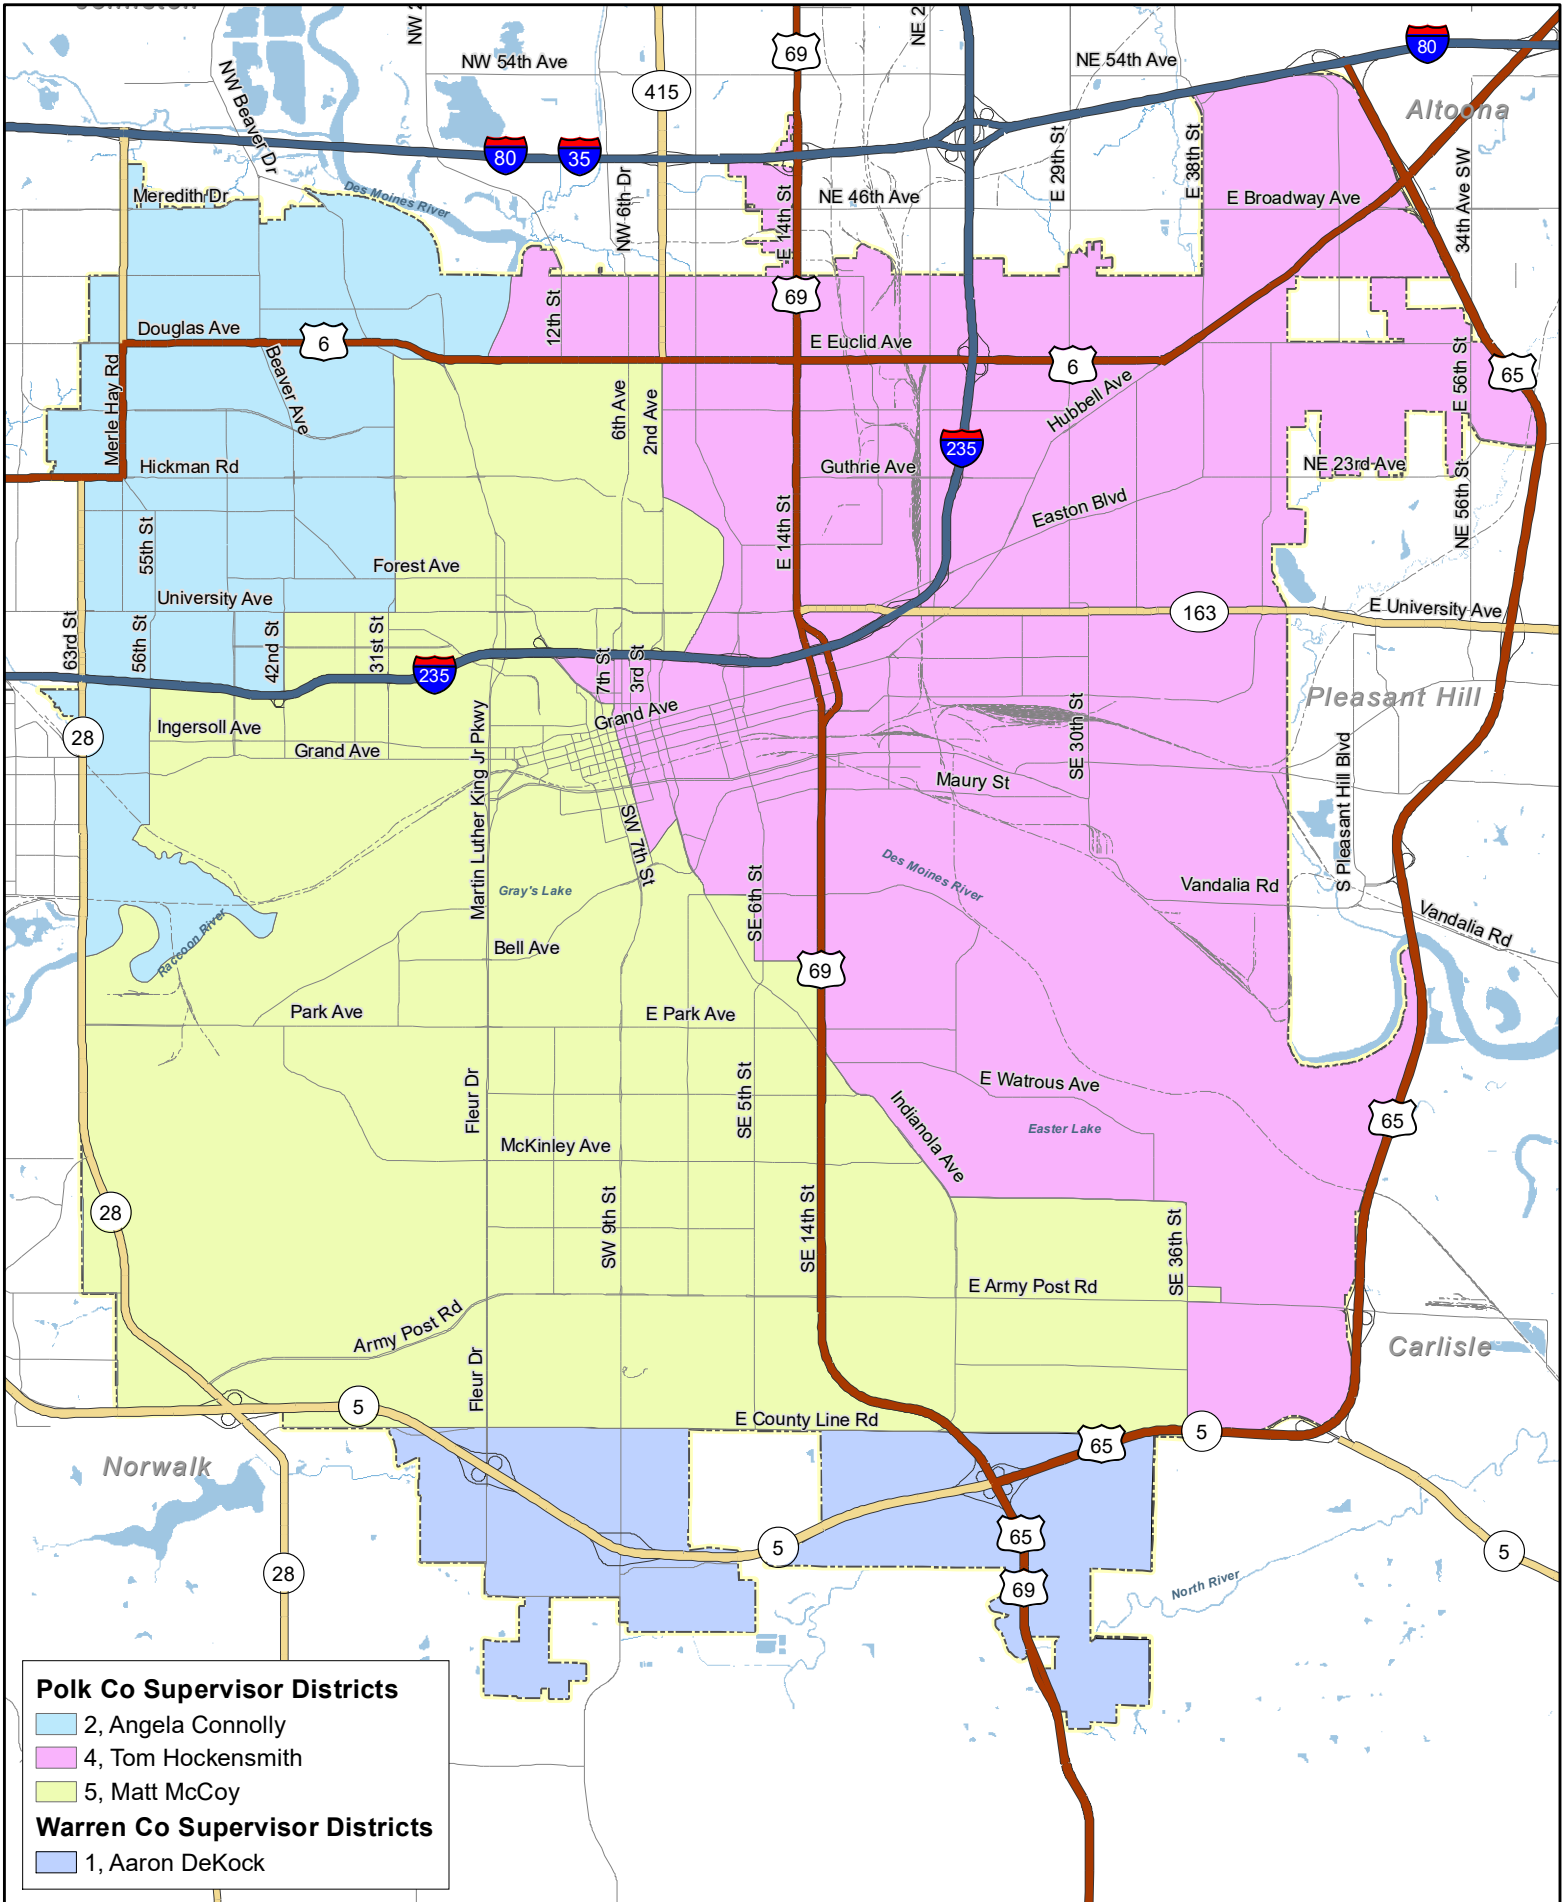 Johnston
NW 2
NE 2
69
80
NW 54th Ave
NE 54th Ave
415
Altoona
NW Beaver Dr
80
35
E 29th St
E 38th St
34th Ave SW
Meredith Dr
Des Moines River
NW 6th Dr
E 14th St
NE 46th Ave
E Broadway Ave
69
12th St
Douglas Ave
6
E Euclid Ave
6
65
Merle Hay Rd
Beaver Ave
6th Ave
2nd Ave
Hubbell Ave
E 56th St
235
Hickman Rd
Guthrie Ave
NE 23rd Ave
E 14th St
Easton Blvd
NE 56th St
55th St
Forest Ave
University Ave
163
E University Ave
63rd St
56th St
42nd St
31st St
7th St
3rd St
235
Pleasant Hill
28
Ingersoll Ave
Grand Ave
Grand Ave
Martin Luther King Jr Pkwy
SE 30th St
S Pleasant Hill Blvd
Maury St
SW 7th St
Des Moines River
Gray's Lake
Vandalia Rd
Vandalia Rd
SE 6th St
Raccoon River
Bell Ave
69
Park Ave
E Park Ave
Fleur Dr
SE 5th St
E Watrous Ave
Indianola Ave
65
Easter Lake
McKinley Ave
28
SW 9th St
SE 14th St
SE 36th St
E Army Post Rd
Army Post Rd
Carlisle
Fleur Dr
5
E County Line Rd
65
5
Norwalk
65
5
5
28
69
North River
Polk Co Supervisor Districts
2, Angela Connolly
4, Tom Hockensmith
5, Matt McCoy
Warren Co Supervisor Districts
1, Aaron DeKock